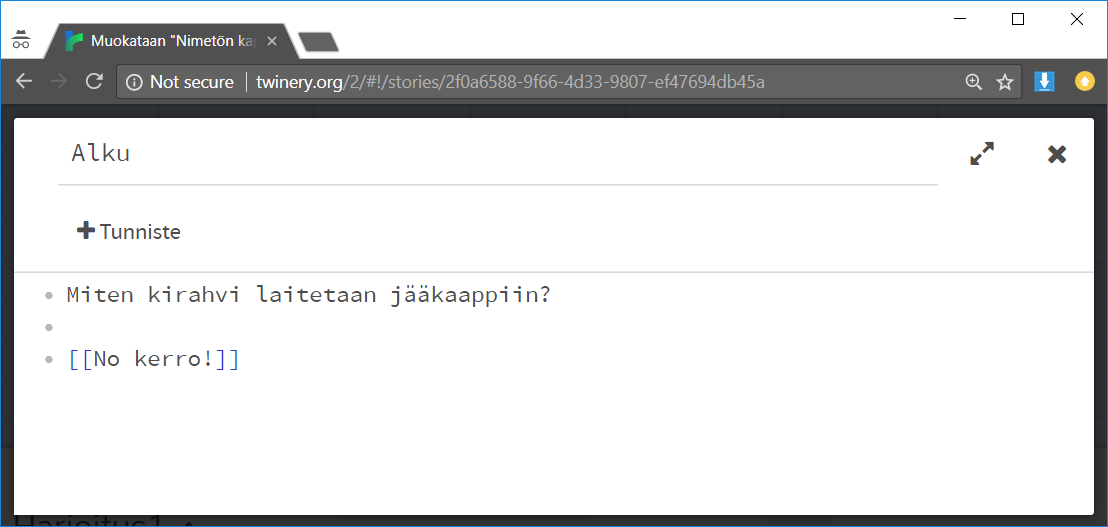 Muokataan "Nimetön ka
Not secure
twinery.org/2/#!/stories/2f0a6588-9f66-4d33-9807-ef47694db45a
Alku
Tunniste
Miten kirahvi laitetaan jääkaappiin?
[[No kerro!]]
Harjoitus1